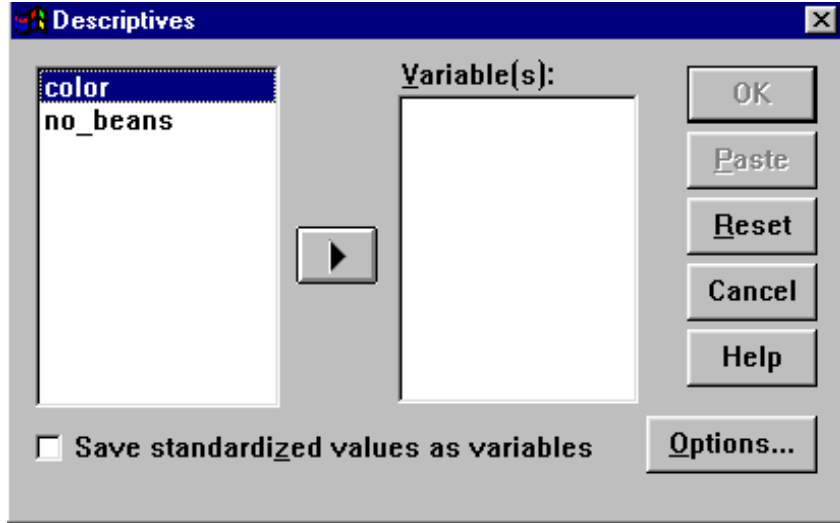 Descriptives
color
no_beans
Variable(s):
OK
Paste
Reset
Cancel
Help
Save standardized values as variables
Options...